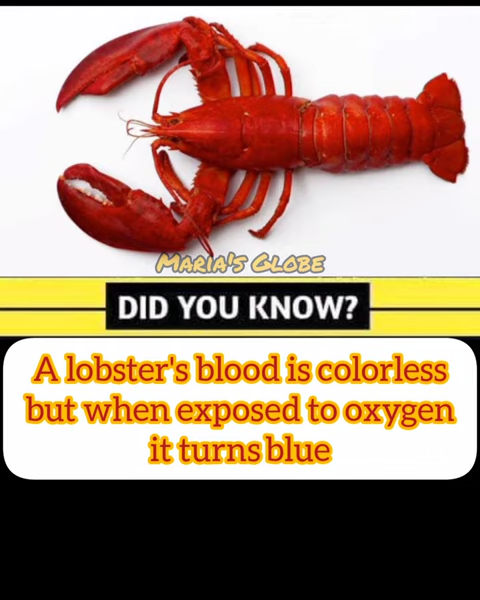 Maria's Globe
DID YOU KNOW?
A lobster's blood is colorless
but when exposed to oxygen
it turns blue